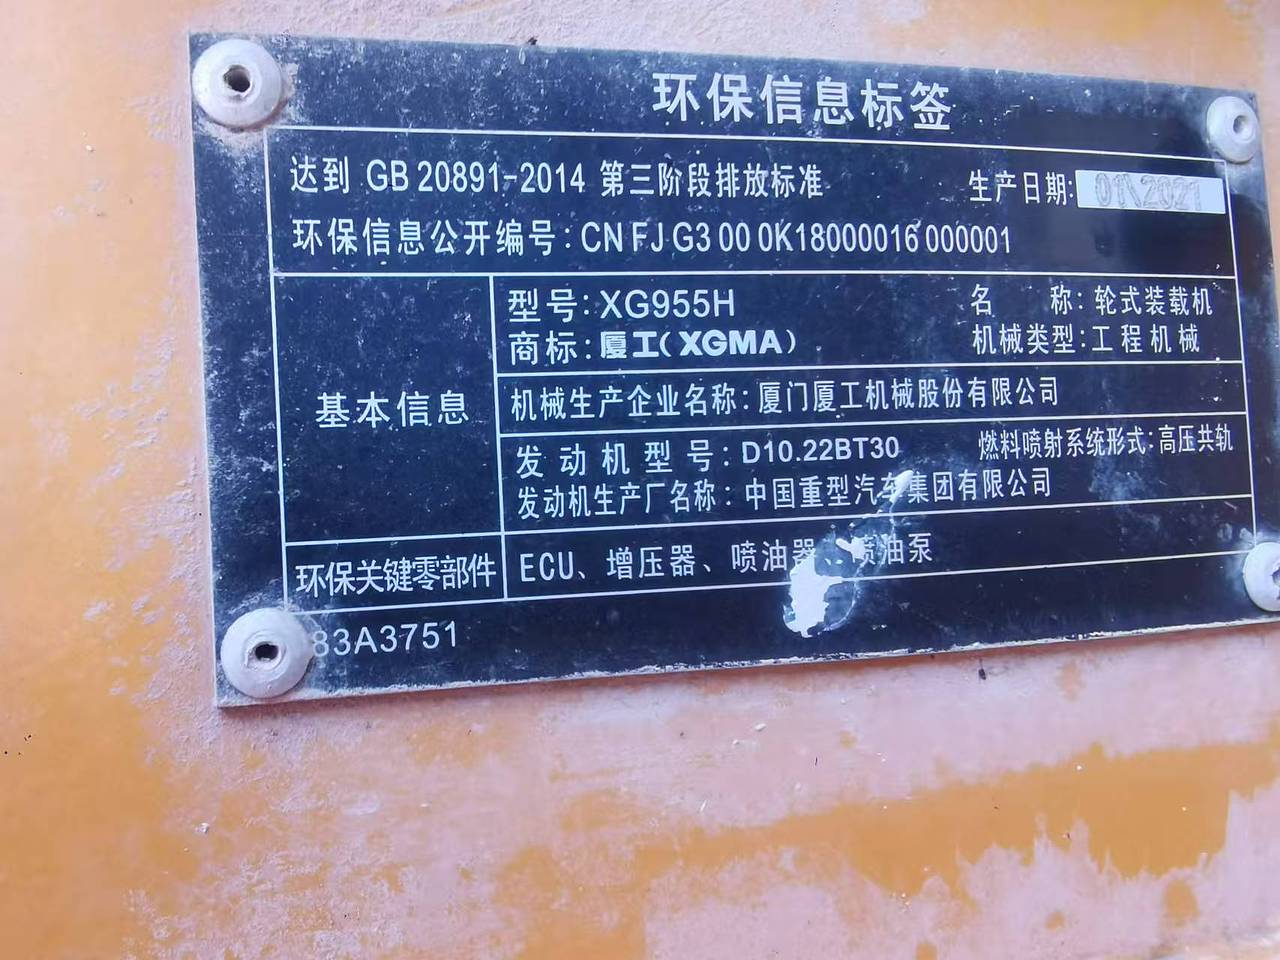 环保信息标签
达到 GB 20891-2014 第三阶段排放标准 生产日期: 01\2021
环保信息公开编号: CN FJ G3 00 0K18000016 000001
基本信息
型号: XG955H 名 称: 轮式装载机
商标: 厦工(XGMA) 机械类型: 工程机械
机械生产企业名称: 厦门厦工机械股份有限公司
发动机型号: D10.22BT30 燃料喷射系统形式: 高压共轨
发动机生产厂名称: 中国重型汽车集团有限公司
环保关键零部件 ECU、增压器、喷油器、喷油泵
83A3751